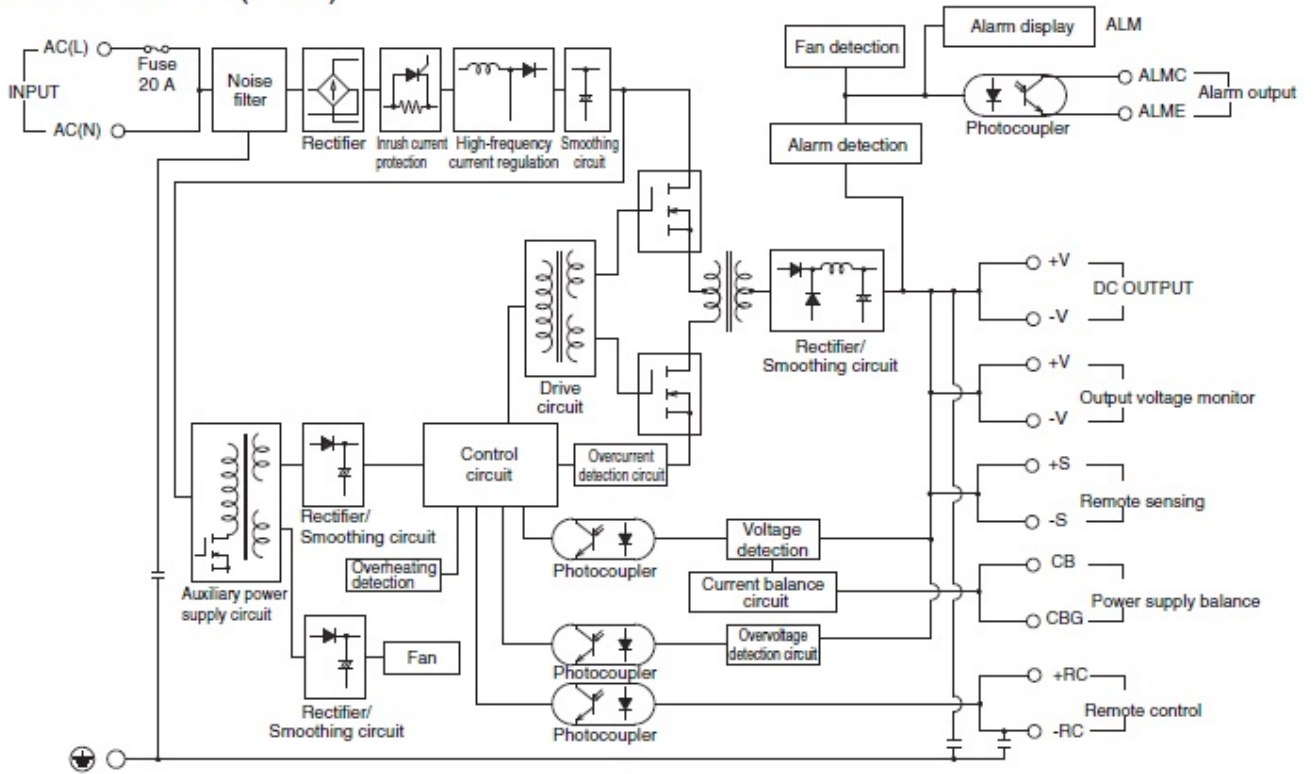 AC(L)
Fuse
20 A
INPUT
AC(N)
Noise
filter
Rectifier
Inrush current
protection
High-frequency
current regulation
Smoothing
circuit
Fan detection
Alarm display
ALM
ALMC
Alarm output
ALME
Photocoupler
Alarm detection
Drive
circuit
Rectifier/
Smoothing circuit
+V
DC OUTPUT
-V
+V
Output voltage monitor
-V
+S
Remote sensing
-S
CB
Power supply balance
CBG
+RC
Remote control
-RC
Control
circuit
Overcurrent
detection circuit
Rectifier/
Smoothing circuit
Overheating
detection
Auxiliary power
supply circuit
Photocoupler
Voltage
detection
Current balance
circuit
Fan
Rectifier/
Smoothing circuit
Photocoupler
Overvoltage
detection circuit
Photocoupler